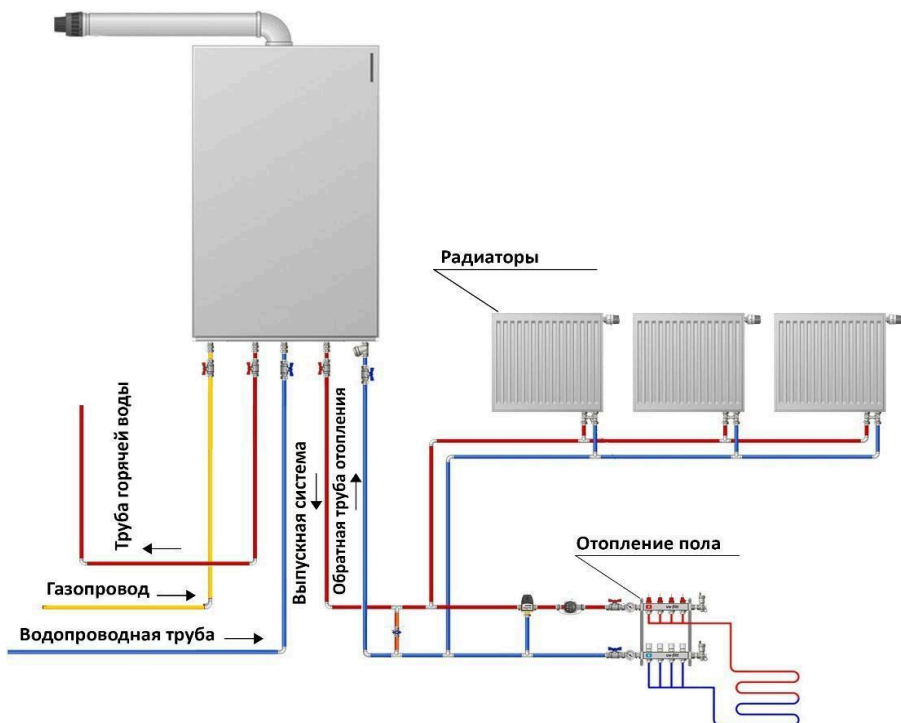 Радиаторы
Труба горячей воды
Выпускная система
Обратная труба отопления
Отопление пола
Газопровод
Водопроводная труба